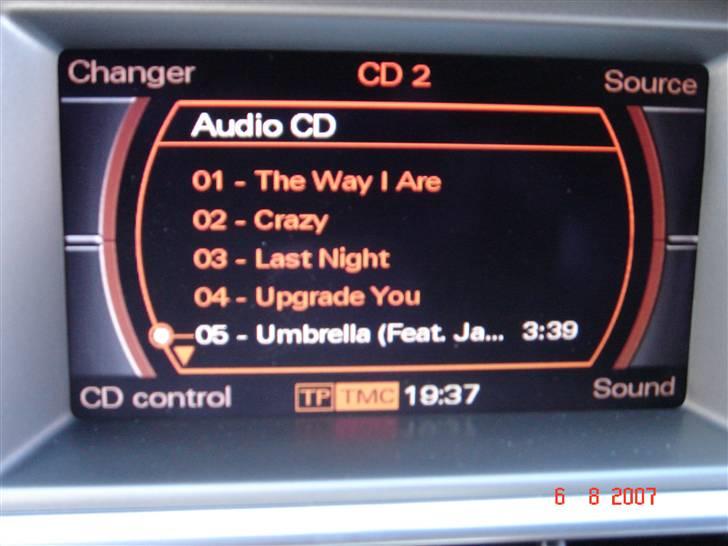 Changer CD 2 Source
Audio CD
01 - The Way I Are
02 - Crazy
03 - Last Night
04 - Upgrade You
05 - Umbrella (Feat. Ja... 3:39
CD control TP TMC 19:37 Sound
6 8 2007